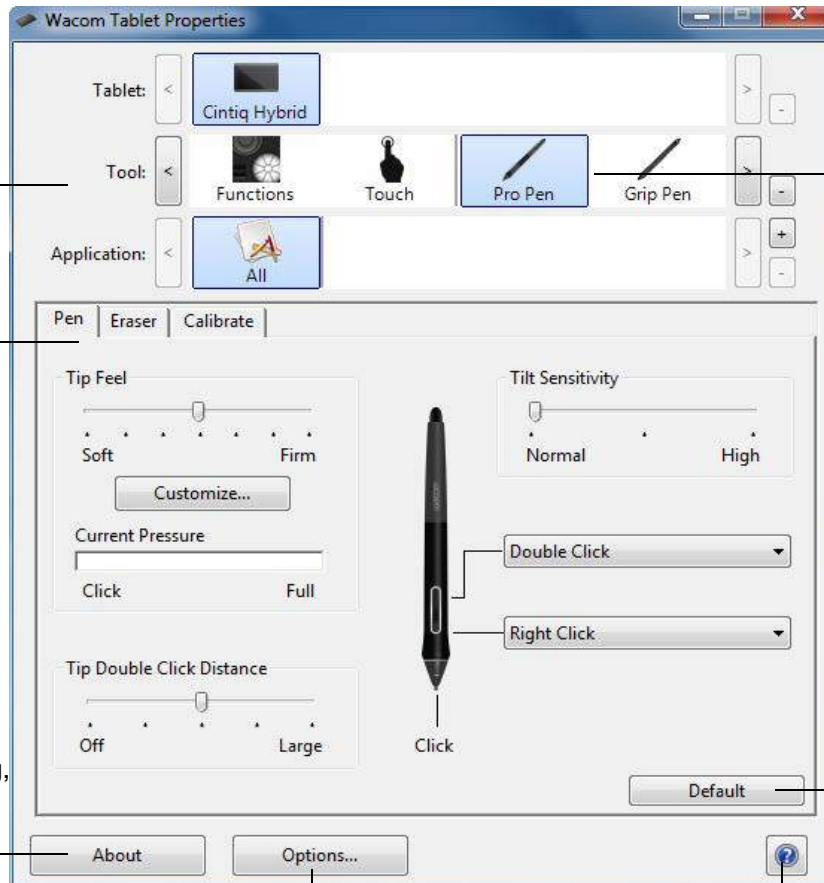 Wacom Tablet Properties
Tablet:
<
Cintiq Hybrid
>
-
Tool:
<
Functions
Touch
Pro Pen
Grip Pen
>
-
Application:
<
All
>
+
-
Pen
Eraser
Calibrate
Tip Feel
Soft
Firm
Customize...
Current Pressure
Click
Full
Tip Double Click Distance
Off
Large
Tilt Sensitivity
Normal
High
Double Click
Right Click
Click
Default
About
Options...
?